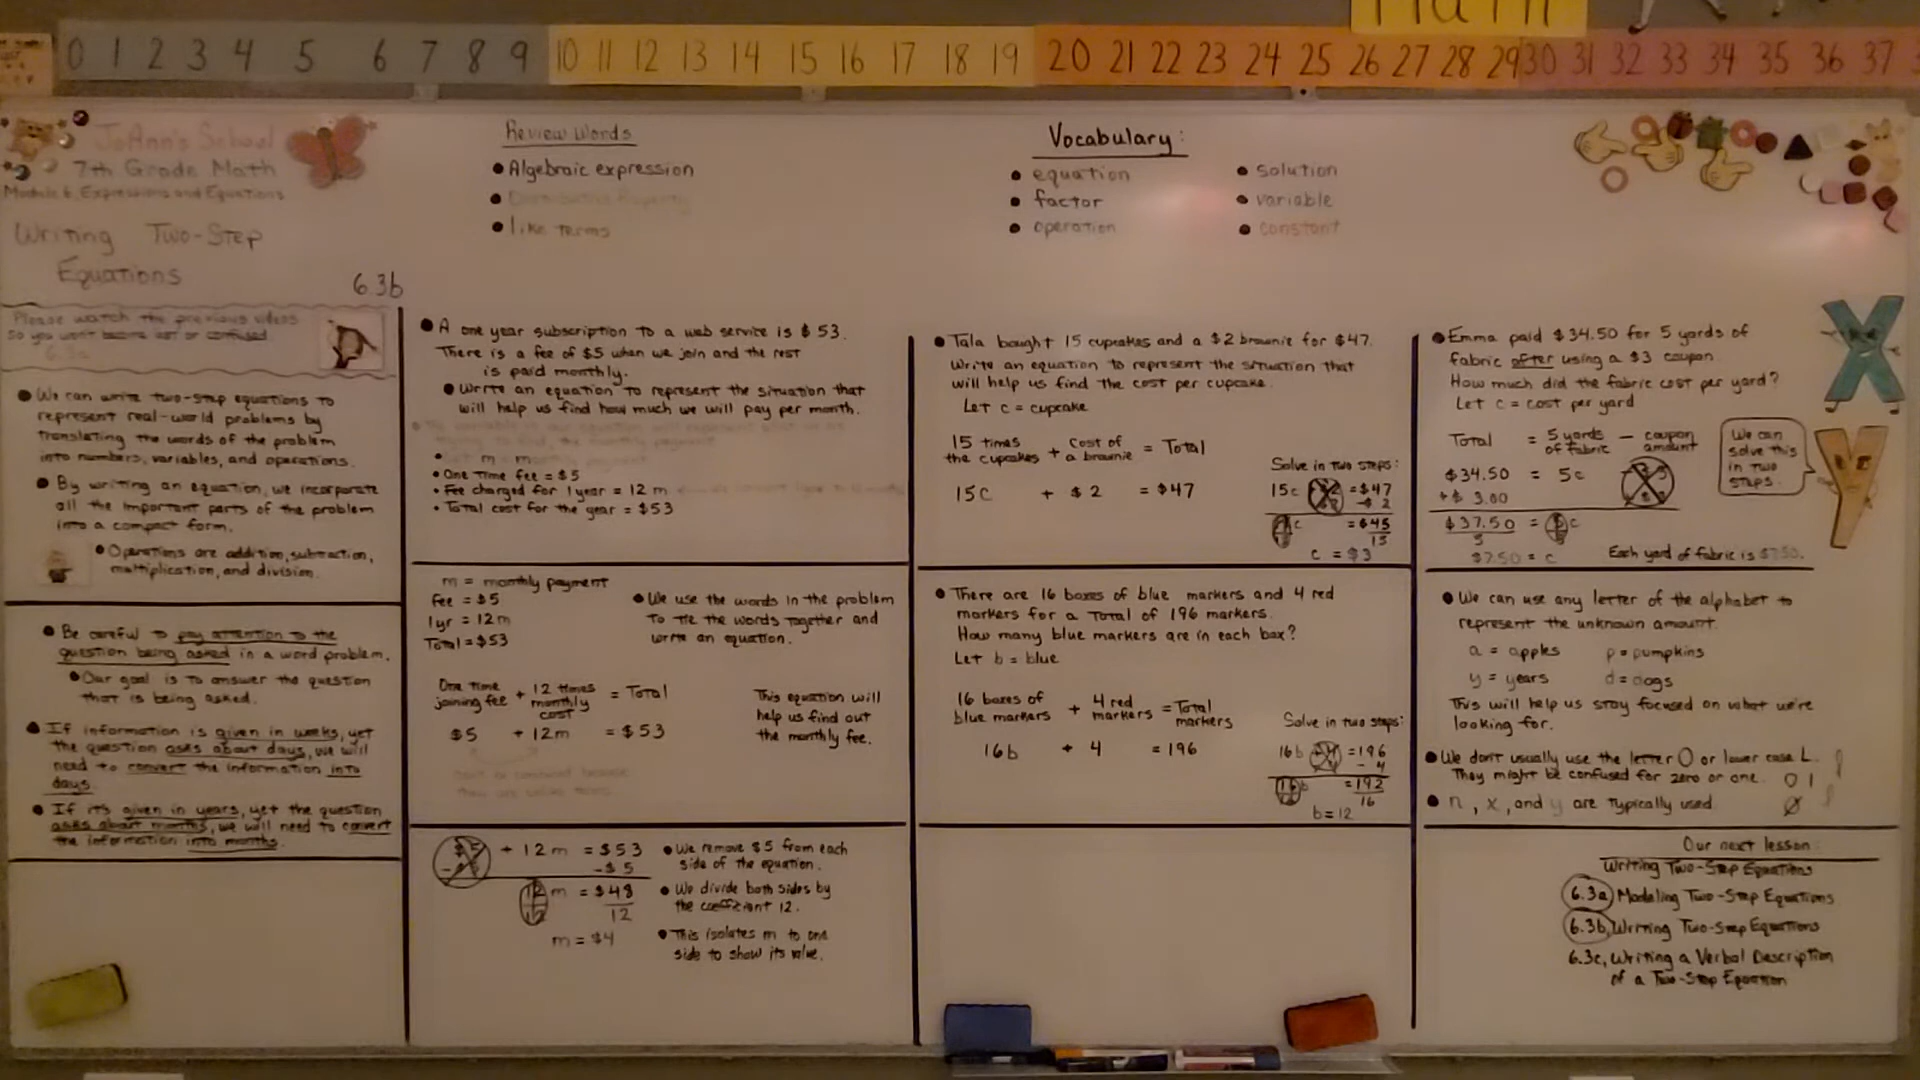 Math
0 1 2 3 4 5 6 7 8 9 10 11 12 13 14 15 16 17 18 19 20 21 22 23 24 25 26 27 28 29 30 31 32 33 34 35 36 37
JoAnn's School
7th Grade Math
Module 6, Expressions and Equations
Writing Two-Step
Equations
6.3b
Review Words
Algebraic expression
Distributive Property
like terms
Vocabulary:
equation
factor
operation
solution
variable
constant
Please watch the previous videos
so you won't become lost or confused
6.3a
We can write two-step equations to
represent real-world problems by
translating the words of the problem
into numbers, variables, and operations.
By writing an equation, we incorporate
all the important parts of the problem
into a compact form.
Operations are addition, subtraction,
multiplication, and division.
Be careful to pay attention to the
question being asked in a word problem.
Our goal is to answer the question
that is being asked.
If information is given in weeks, yet
the question asks about days, we will
need to convert the information into
days.
If it's given in years, yet the question
asks about months, we will need to convert
the information into months.
A one year subscription to a web service is $53.
There is a fee of $5 when we join and the rest
is paid monthly.
Write an equation to represent the situation that
will help us find how much we will pay per month.
One time fee = $5
Fee charged for 1 year = 12m
Total cost for the year = $53
m = monthly payment
fee = $5
1yr = 12m
Total = $53
We use the words in the problem
to tie the words together and
write an equation.
One time joining fee + 12 times monthly cost = Total
$5 + 12m = $53
This equation will
help us find out
the monthly fee.
+ 12m = $53
-$5
m = $48
12
m = $4
We remove $5 from each
side of the equation.
We divide both sides by
the coefficient 12.
This isolates m to one
side to show its value.
Tala bought 15 cupcakes and a $2 brownie for $47.
Write an equation to represent the situation that
will help us find the cost per cupcake.
Let c = cupcake
15 times the cupcakes + Cost of a brownie = Total
15c + $2 = $47
Solve in two steps:
15c = $47
- $2
c = $45
15
c = $3
There are 16 boxes of blue markers and 4 red
markers for a total of 196 markers.
How many blue markers are in each box?
Let b = blue
16 boxes of blue markers + 4 red markers = Total markers
16b + 4 = 196
Solve in two steps:
16b = 196
- 4
16b = 192
16
b = 12
Emma paid $34.50 for 5 yards of
fabric after using a $3 coupon
How much did the fabric cost per yard?
Let c = cost per yard
Total = 5 yards of fabric - coupon amount
$34.50 = 5c
+$ 3.00
$37.50 = c
5
$7.50 = c
Each yard of fabric is $7.50.
We can
solve this
in two
steps.
We can use any letter of the alphabet to
represent the unknown amount.
a = apples p = pumpkins
y = years d = dogs
This will help us stay focused on what we're
looking for.
We don't usually use the letter O or lower case L.
They might be confused for zero or one. 0 1
n, x, and y are typically used.
Our next lesson:
Writing Two-Step Equations
6.3a, Modeling Two-Step Equations
6.3b, Writing Two-Step Equations
6.3c, Writing a Verbal Description
of a Two-Step Equation